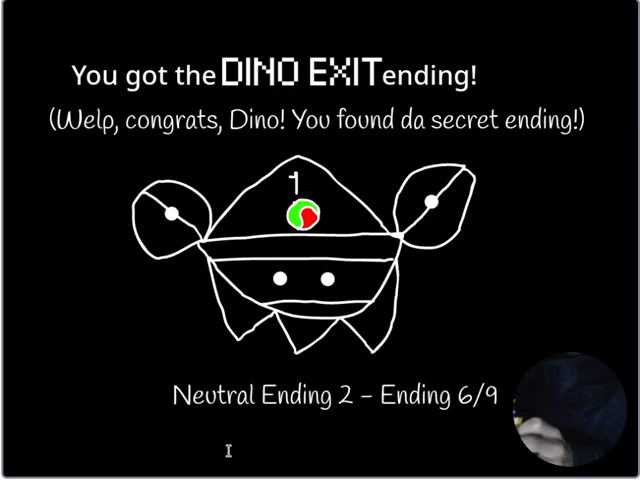 You got the DINO EXIT ending!
(Welp, congrats, Dino! You found da secret ending!)
1
Neutral Ending 2 - Ending 6/9